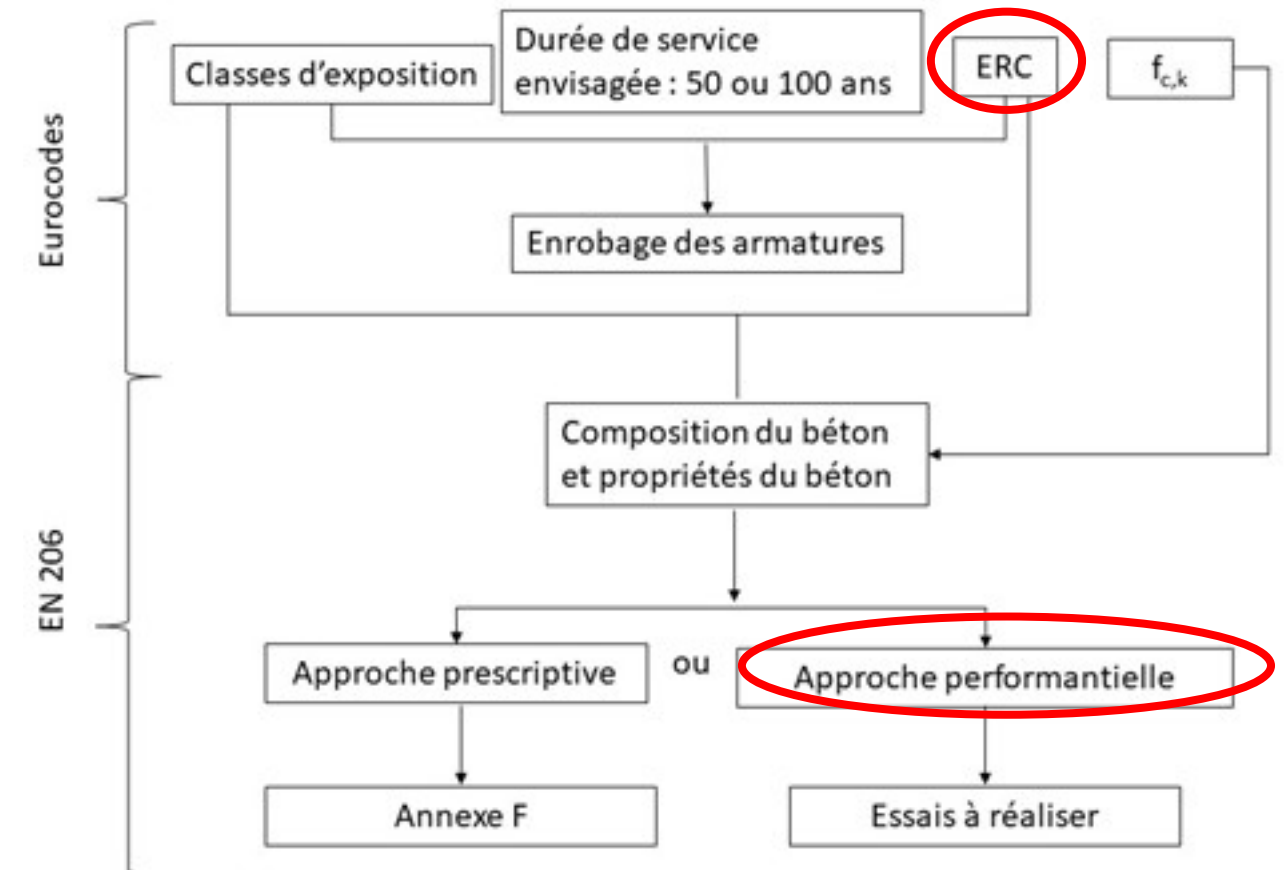 Classes d'exposition
Durée de service
envisagée : 50 ou 100 ans
ERC
fc,k
Eurocodes
Enrobage des armatures
Composition du béton
et propriétés du béton
EN 206
Approche prescriptive
ou
Approche performantielle
Annexe F
Essais à réaliser